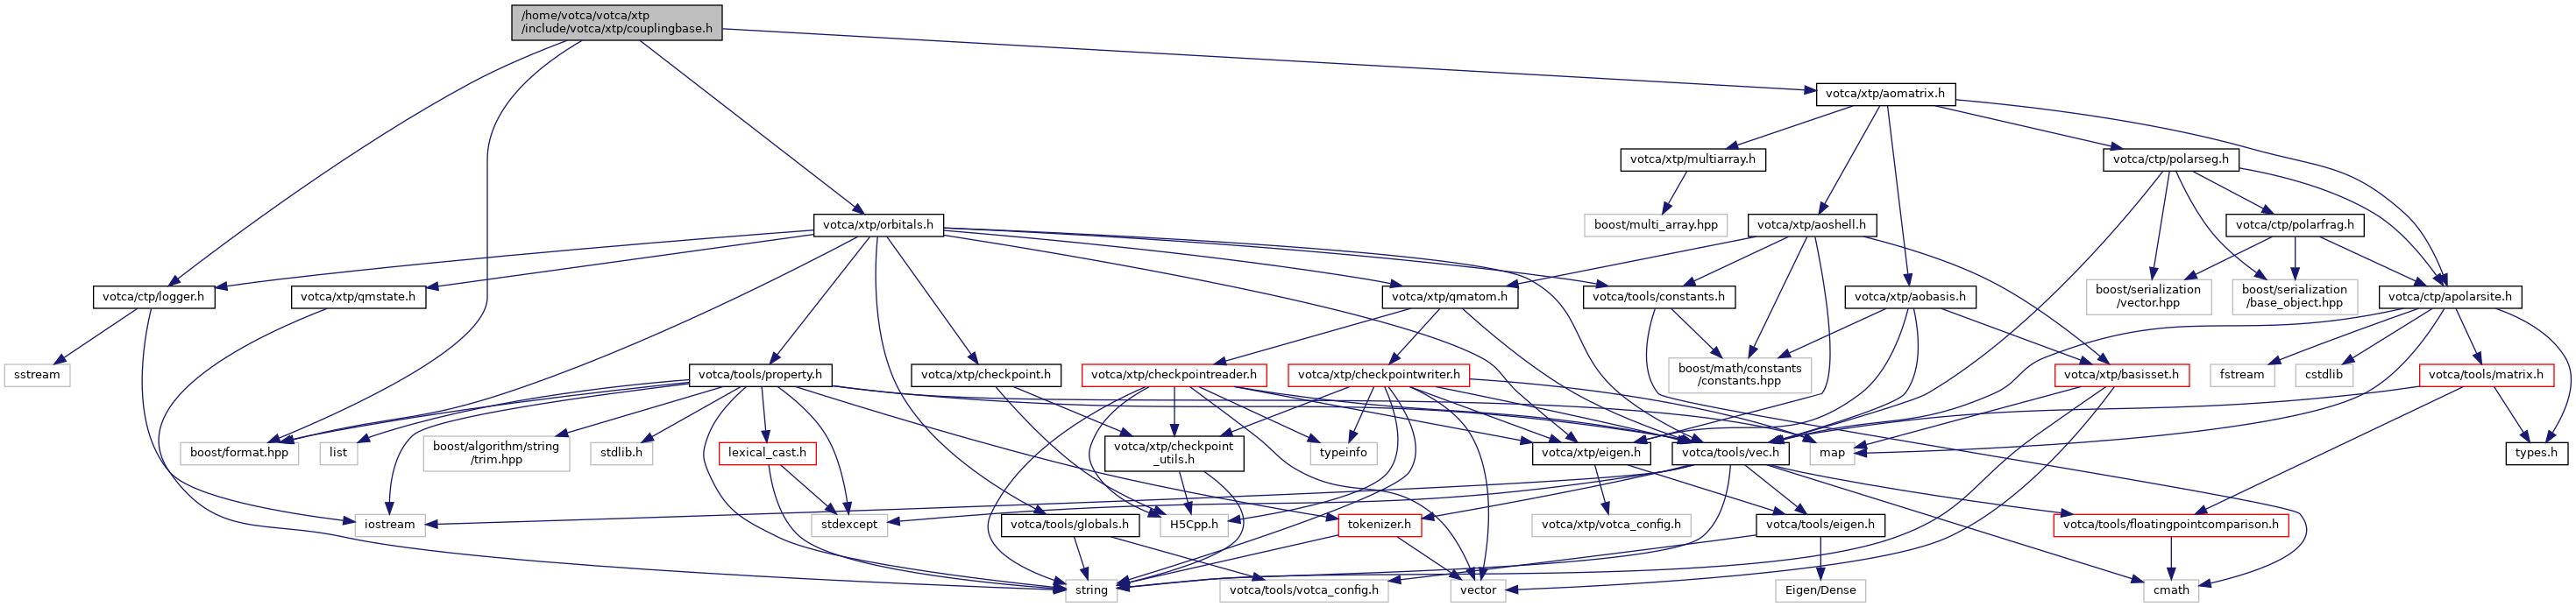 /home/votca/votca/xtp
/include/votca/xtp/couplingbase.h
votca/xtp/aomatrix.h
votca/xtp/multiarray.h
votca/ctp/polarseg.h
votca/xtp/orbitals.h
boost/multi_array.hpp
votca/xtp/aoshell.h
votca/ctp/polarfrag.h
votca/ctp/logger.h
votca/xtp/qmstate.h
votca/xtp/qmatom.h
votca/tools/constants.h
votca/xtp/aobasis.h
boost/serialization
/vector.hpp
boost/serialization
/base_object.hpp
votca/ctp/apolarsite.h
sstream
votca/tools/property.h
votca/xtp/checkpoint.h
votca/xtp/checkpointreader.h
votca/xtp/checkpointwriter.h
boost/math/constants
/constants.hpp
votca/xtp/basisset.h
fstream
cstdlib
votca/tools/matrix.h
boost/format.hpp
list
boost/algorithm/string
/trim.hpp
stdlib.h
lexical_cast.h
votca/xtp/checkpoint
_utils.h
typeinfo
votca/xtp/eigen.h
votca/tools/vec.h
map
types.h
iostream
stdexcept
votca/tools/globals.h
H5Cpp.h
tokenizer.h
votca/xtp/votca_config.h
votca/tools/eigen.h
votca/tools/floatingpointcomparison.h
string
votca/tools/votca_config.h
vector
Eigen/Dense
cmath